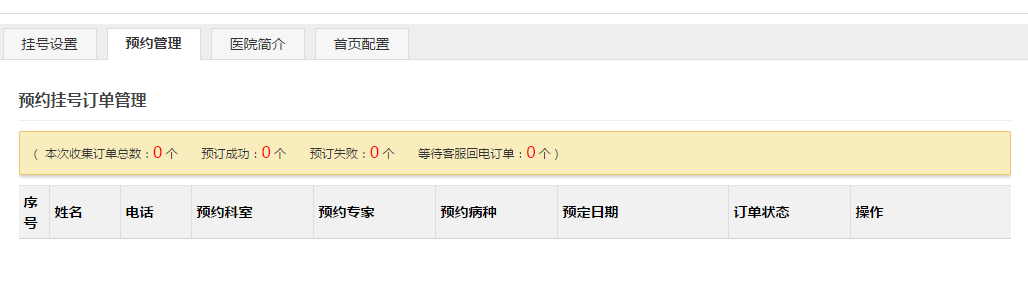 挂号设置 预约管理 医院简介 首页配置
预约挂号订单管理
( 本次收集订单总数：0 个 预订成功：0 个 预订失败：0 个 等待客服回电订单：0 个 )
序号 姓名 电话 预约科室 预约专家 预约病种 预定日期 订单状态 操作